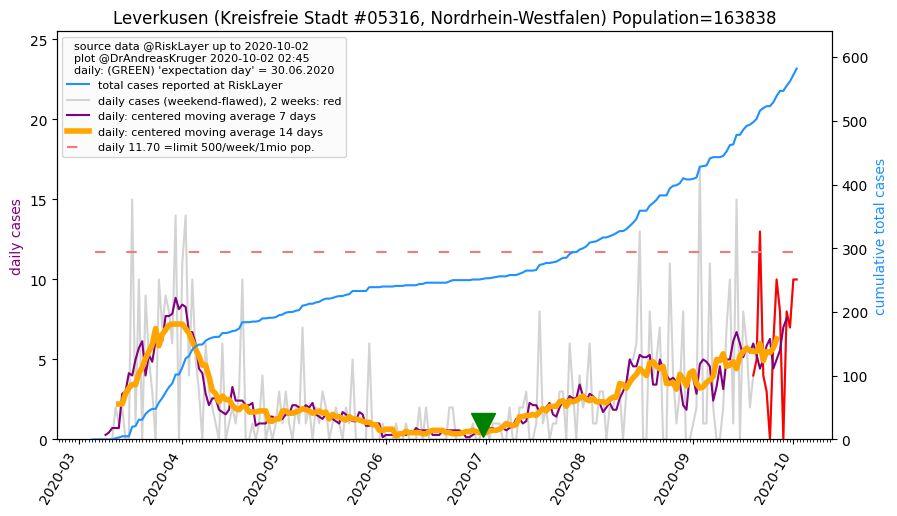 Leverkusen (Kreisfreie Stadt #05316, Nordrhein-Westfalen) Population=163838
source data @RiskLayer up to 2020-10-02
plot @DrAndreasKruger 2020-10-02 02:45
daily: (GREEN) 'expectation day' = 30.06.2020
total cases reported at RiskLayer
daily cases (weekend-flawed), 2 weeks: red
daily: centered moving average 7 days
daily: centered moving average 14 days
daily 11.70 =limit 500/week/1mio pop.
daily cases
25
20
15
10
5
0
cumulative total cases
600
500
400
300
200
100
0
2020-03
2020-04
2020-05
2020-06
2020-07
2020-08
2020-09
2020-10